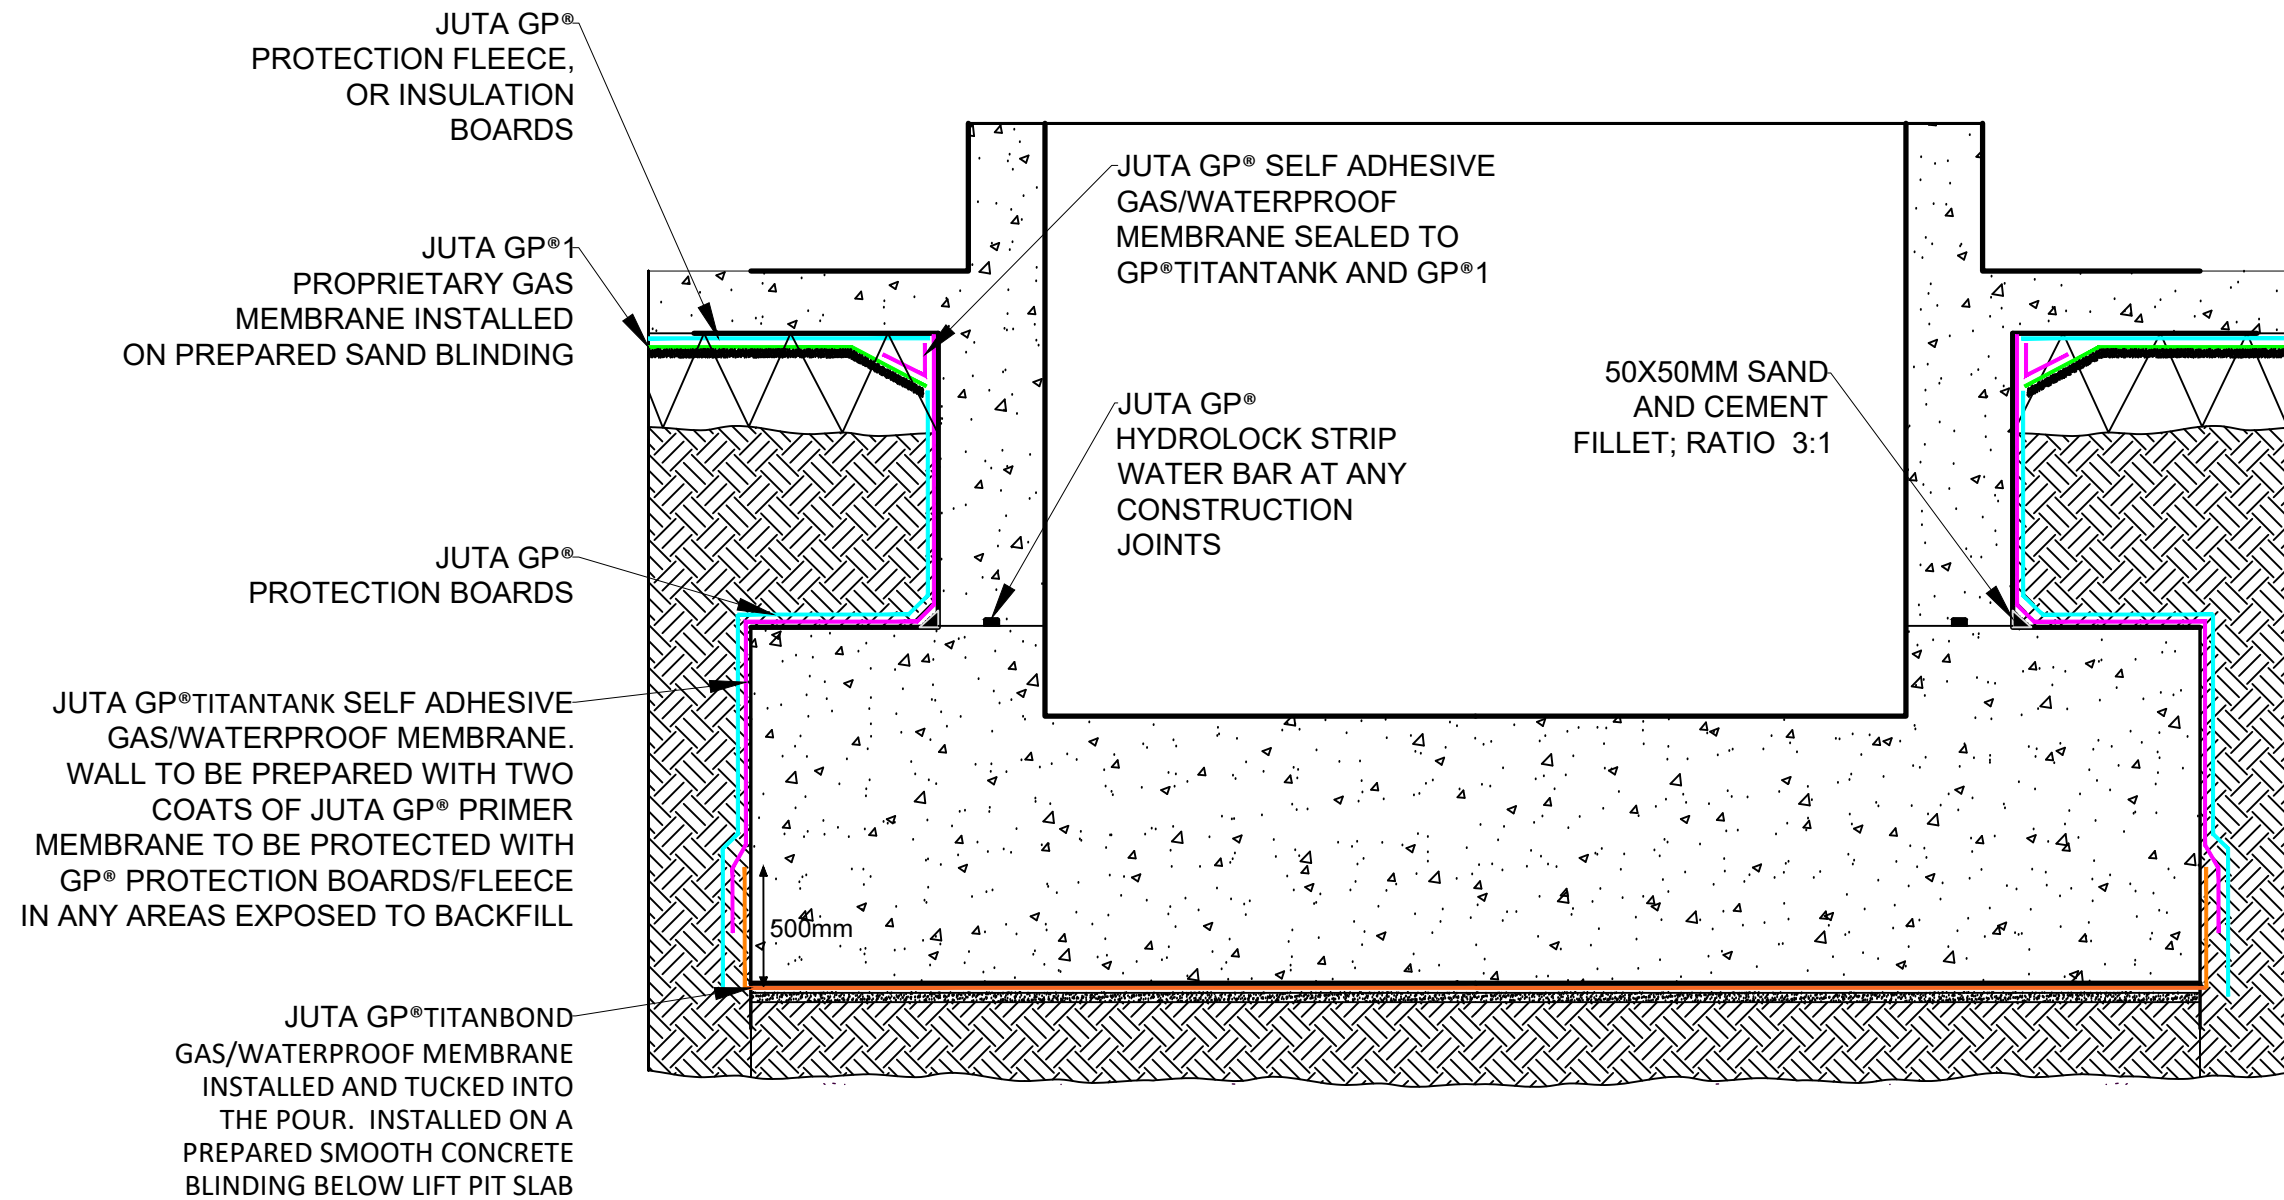 JUTA GP®
PROTECTION FLEECE,
OR INSULATION
BOARDS
JUTA GP®1
PROPRIETARY GAS
MEMBRANE INSTALLED
ON PREPARED SAND BLINDING
JUTA GP®
PROTECTION BOARDS
JUTA GP®TITANTANK SELF ADHESIVE
GAS/WATERPROOF MEMBRANE.
WALL TO BE PREPARED WITH TWO
COATS OF JUTA GP® PRIMER
MEMBRANE TO BE PROTECTED WITH
GP® PROTECTION BOARDS/FLEECE
IN ANY AREAS EXPOSED TO BACKFILL
JUTA GP®TITANBOND
GAS/WATERPROOF MEMBRANE
INSTALLED AND TUCKED INTO
THE POUR. INSTALLED ON A
PREPARED SMOOTH CONCRETE
BLINDING BELOW LIFT PIT SLAB
JUTA GP® SELF ADHESIVE
GAS/WATERPROOF
MEMBRANE SEALED TO
GP®TITANTANK AND GP®1
JUTA GP®
HYDROLOCK STRIP
WATER BAR AT ANY
CONSTRUCTION
JOINTS
50X50MM SAND
AND CEMENT
FILLET; RATIO 3:1
500mm